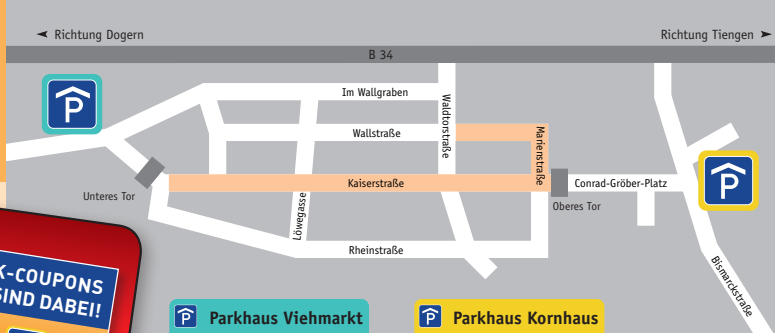 Richtung Dogern
Richtung Tiengen
B 34
P
Im Wallgraben
Waldtorstraße
Wallstraße
Marienstraße
Kaiserstraße
Conrad-Gröber-Platz
P
Unteres Tor
Löwegasse
Oberes Tor
Rheinstraße
Bismarckstraße
K-COUPONS
SIND DABEI!
P Parkhaus Viehmarkt
P Parkhaus Kornhaus